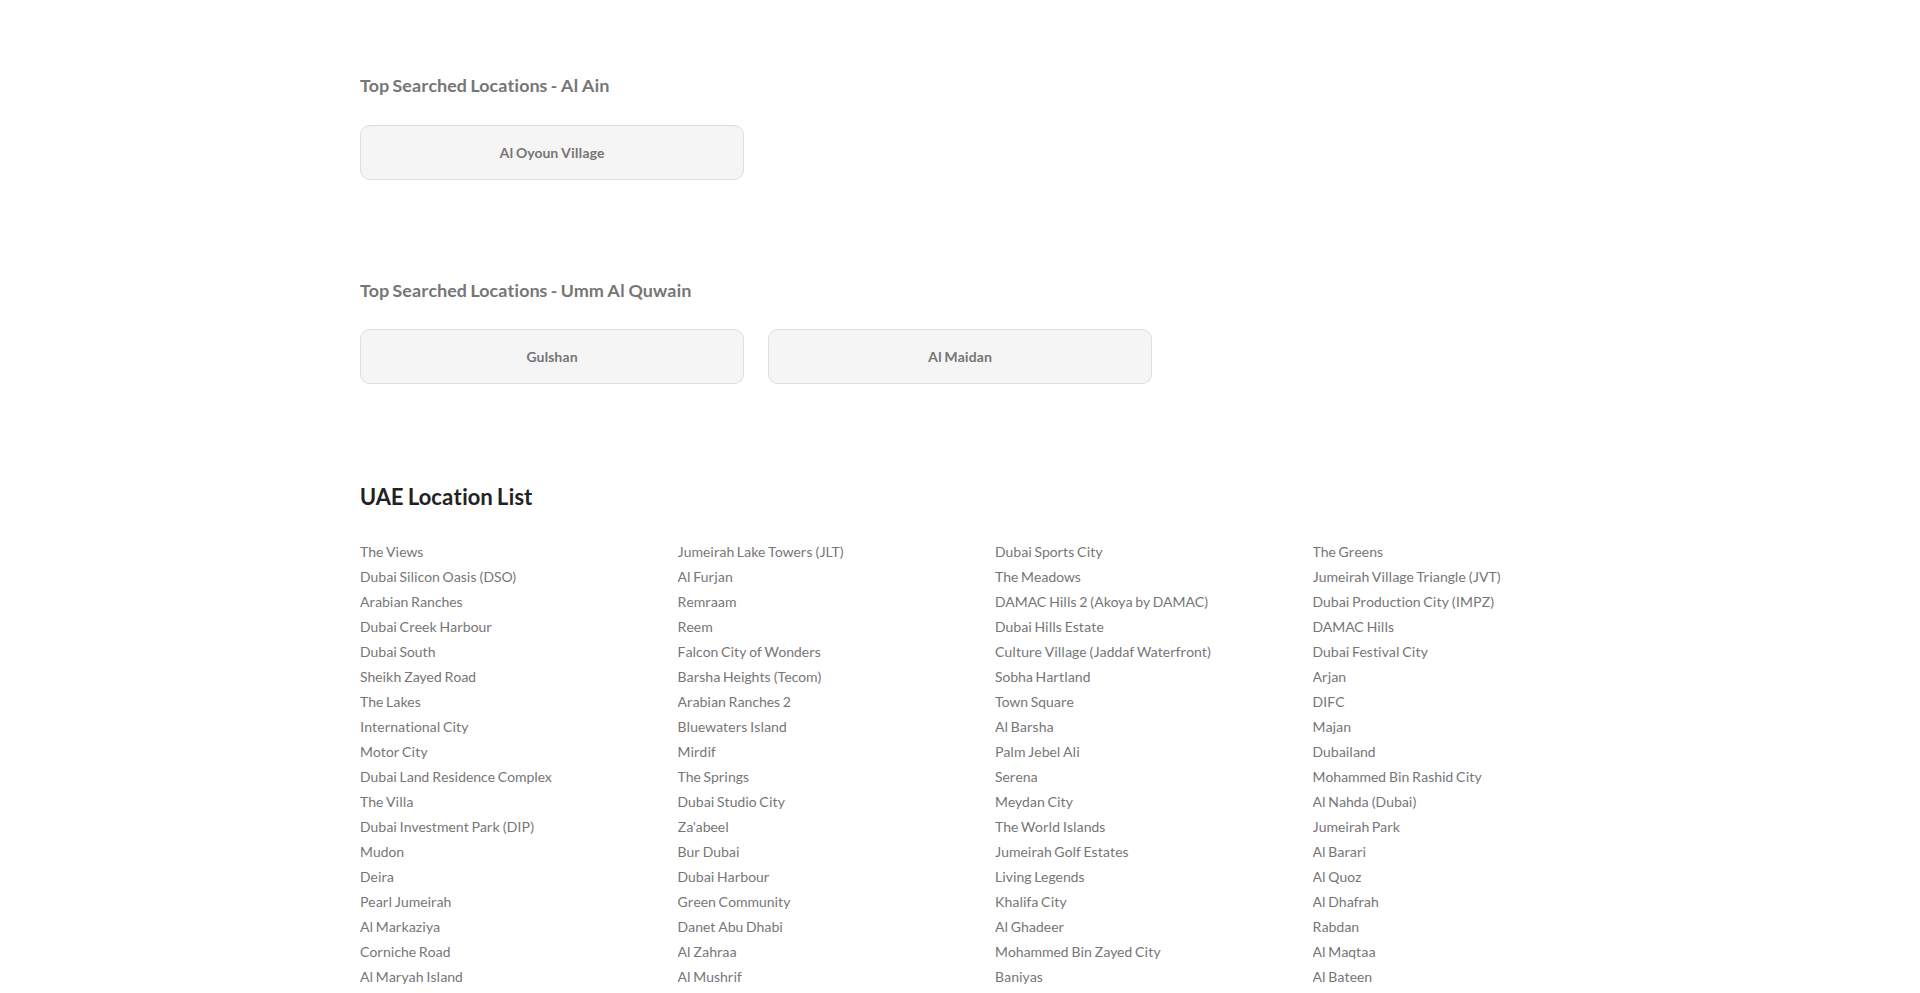 Top Searched Locations - Al Ain
Al Oyoun Village
Top Searched Locations - Umm Al Quwain
Gulshan
Al Maidan
UAE Location List
The Views
Jumeirah Lake Towers (JLT)
Dubai Sports City
The Greens
Dubai Silicon Oasis (DSO)
Al Furjan
The Meadows
Jumeirah Village Triangle (JVT)
Arabian Ranches
Remraam
DAMAC Hills 2 (Akoya by DAMAC)
Dubai Production City (IMPZ)
Dubai Creek Harbour
Reem
Dubai Hills Estate
DAMAC Hills
Dubai South
Falcon City of Wonders
Culture Village (Jaddaf Waterfront)
Dubai Festival City
Sheikh Zayed Road
Barsha Heights (Tecom)
Sobha Hartland
Arjan
The Lakes
Arabian Ranches 2
Town Square
DIFC
International City
Bluewaters Island
Al Barsha
Majan
Motor City
Mirdif
Palm Jebel Ali
Dubailand
Dubai Land Residence Complex
The Springs
Serena
Mohammed Bin Rashid City
The Villa
Dubai Studio City
Meydan City
Al Nahda (Dubai)
Dubai Investment Park (DIP)
Za'abeel
The World Islands
Jumeirah Park
Mudon
Bur Dubai
Jumeirah Golf Estates
Al Barari
Deira
Dubai Harbour
Living Legends
Al Quoz
Pearl Jumeirah
Green Community
Khalifa City
Al Dhafrah
Al Markaziya
Danet Abu Dhabi
Al Ghadeer
Rabdan
Corniche Road
Al Zahraa
Mohammed Bin Zayed City
Al Maqtaa
Al Maryah Island
Al Mushrif
Baniyas
Al Bateen